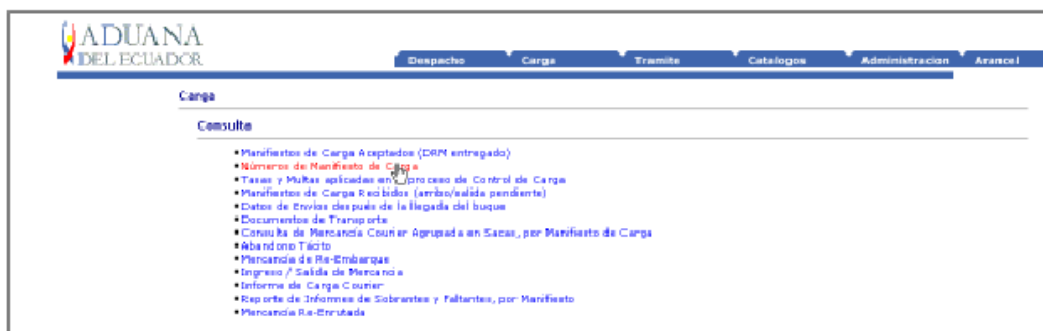 ADUANA
DEL ECUADOR
Despacho Carga Tramite Catalogos Administracion Arancel
Carga
Consulta
Manifiestos de Carga Aceptados (DRM entregado)
Números de Manifiesto de Carga
Tasas y Multas aplicadas en proceso de Control de Carga
Manifiestos de Carga Recibidos (arribo/salida pendiente)
Datos de Envíos después de la llegada del buque
Documentos de Transporte
Consulta de Mercancía Courier Agrupada en Sacas, por Manifiesto de Carga
Abandono Tácito
Mercancía de Re-Embarque
Ingreso / Salida de Mercancia
Informe de Carga Courier
Reporte de Informes de Sobrantes y Faltantes, por Manifiesto
Mercancía Re-Enrutada